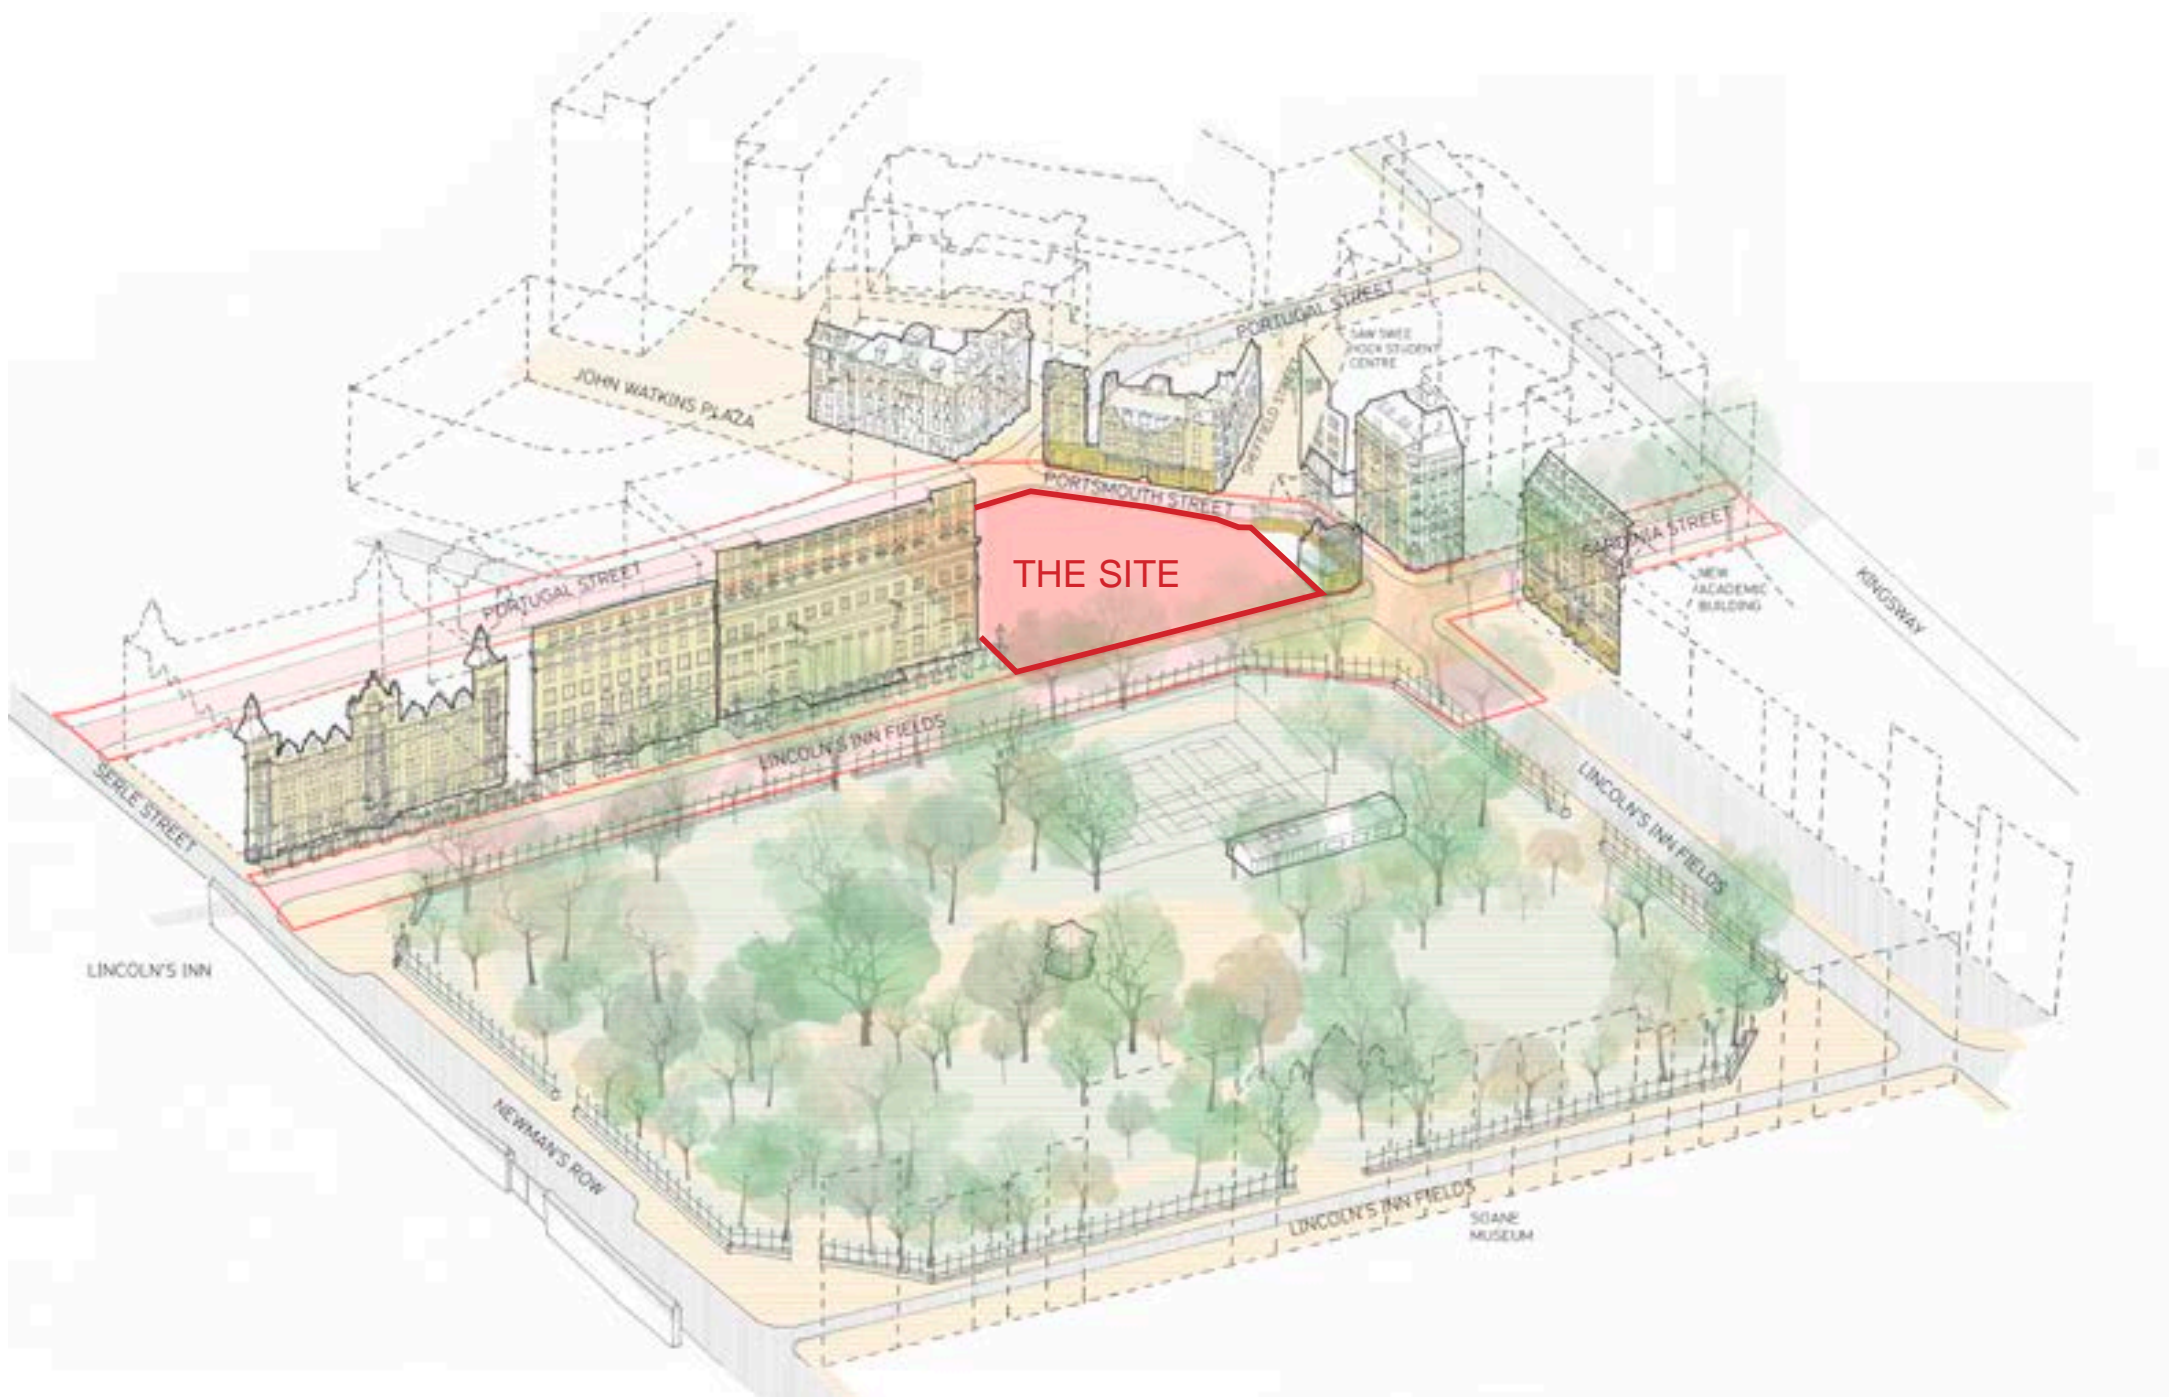 PORTUGAL STREET
SAW SWEE
HOCK STUDENT
CENTRE
JOHN WATKINS PLAZA
SHEFFIELD STREET
PORTSMOUTH STREET
SARDINIA STREET
THE SITE
PORTUGAL STREET
NEW
ACADEMIC
BUILDING
KINGSWAY
LINCOLN'S INN FIELDS
SERLE STREET
LINCOLN'S INN FIELDS
LINCOLN'S INN
NEWMAN'S ROW
LINCOLN'S INN FIELDS
SOANE
MUSEUM